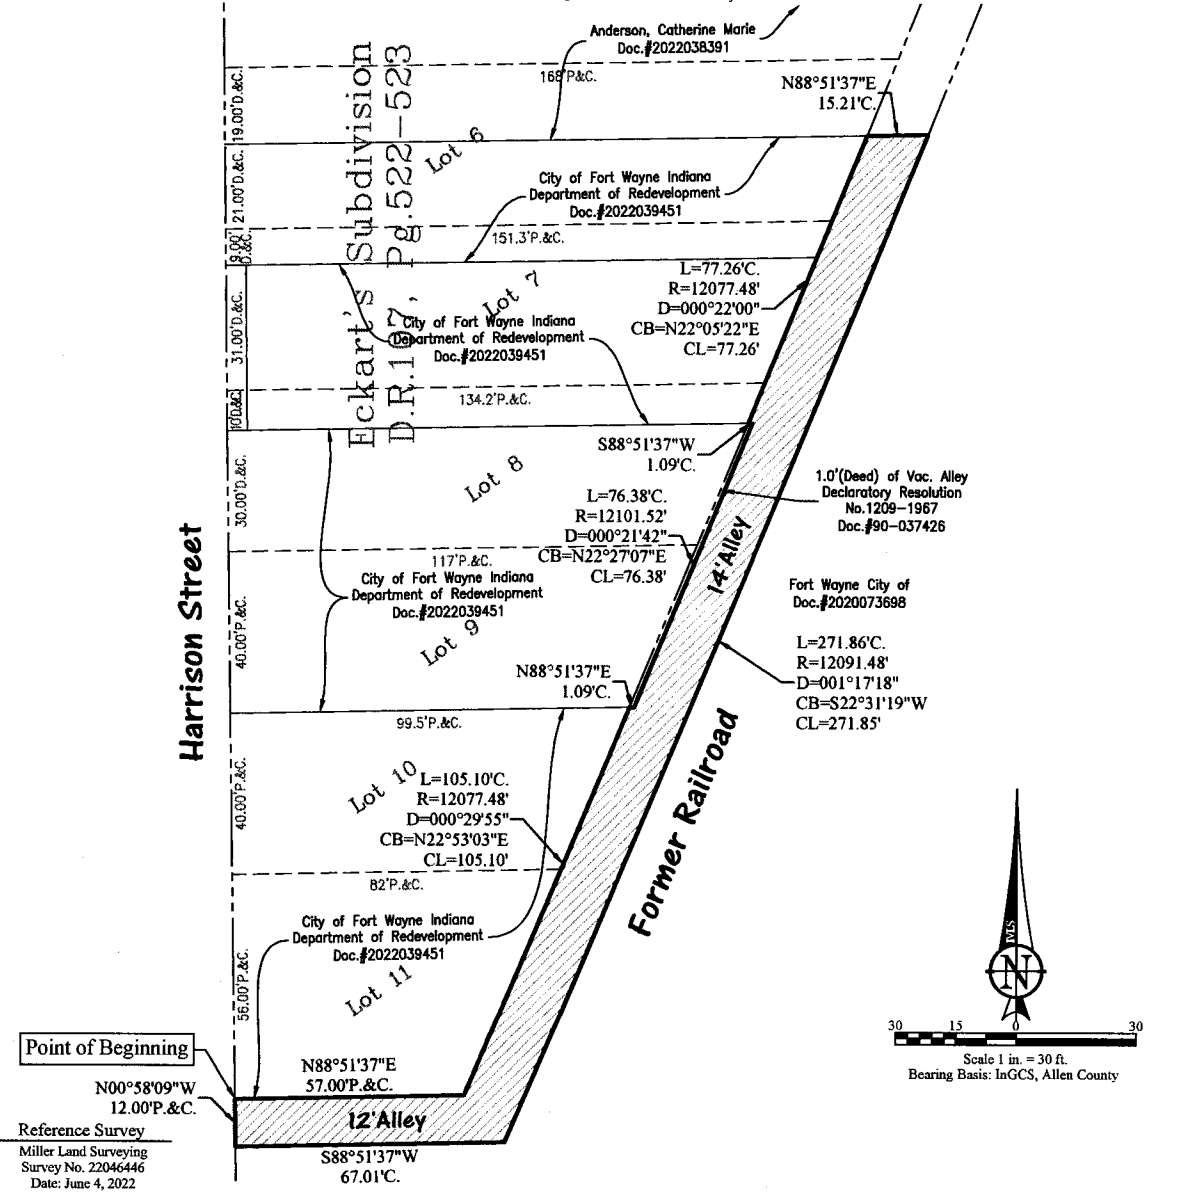 Anderson, Catherine Marie
Doc.#2022038391
168'P.&C.
N88°51'37"E
15.21'C.
19.00'D.&C.
Lot 6
City of Fort Wayne Indiana
Department of Redevelopment
Doc.#2022039451
21.00'D.&C.
151.3'P.&C.
9.00'
D.&C.
Eckart's Subdivision
D.R.107, Pg.522-523
Lot 7
L=77.26'C.
R=12077.48'
D=000°22'00"
CB=N22°05'22"E
CL=77.26'
City of Fort Wayne Indiana
Department of Redevelopment
Doc.#2022039451
31.00'D.&C.
134.2'P.&C.
10'D.&C.
S88°51'37"W
1.09'C.
Lot 8
30.00'D.&C.
L=76.38'C.
R=12101.52'
D=000°21'42"
CB=N22°27'07"E
CL=76.38'
1.0'(Deed) of Vac. Alley
Declaratory Resolution
No.1209-1967
Doc.#90-037426
14'Alley
117'P.&C.
City of Fort Wayne Indiana
Department of Redevelopment
Doc.#2022039451
Fort Wayne City of
Doc.#2020073698
Harrison Street
40.00'P.&C.
Lot 9
L=271.86'C.
R=12091.48'
D=001°17'18"
CB=S22°31'19"W
CL=271.85'
N88°51'37"E
1.09'C.
99.5'P.&C.
Former Railroad
Lot 10
40.00'P.&C.
L=105.10'C.
R=12077.48'
D=000°29'55"
CB=N22°53'03"E
CL=105.10'
82'P.&C.
City of Fort Wayne Indiana
Department of Redevelopment
Doc.#2022039451
56.00'P.&C.
Lot 11
MLS
N
30 15 0 30
Scale 1 in. = 30 ft.
Bearing Basis: InGCS, Allen County
Point of Beginning
N88°51'37"E
57.00'P.&C.
N00°58'09"W
12.00'P.&C.
12'Alley
S88°51'37"W
67.01'C.
Reference Survey
Miller Land Surveying
Survey No. 22046446
Date: June 4, 2022